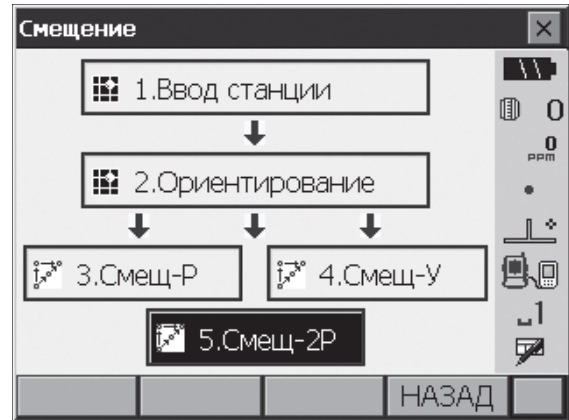 Смещение
1.Ввод станции
0
0
PPM
2.Ориентирование
3.Смещ-Р
4.Смещ-У
5.Смещ-2Р
1
НАЗАД